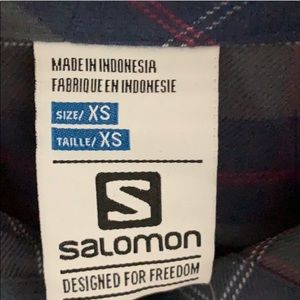 MADE IN INDONESIA
FABRIQUE EN INDONESIE
SIZE/ XS
TAILLE/ XS
S
SALOMON
DESIGNED FOR FREEDOM